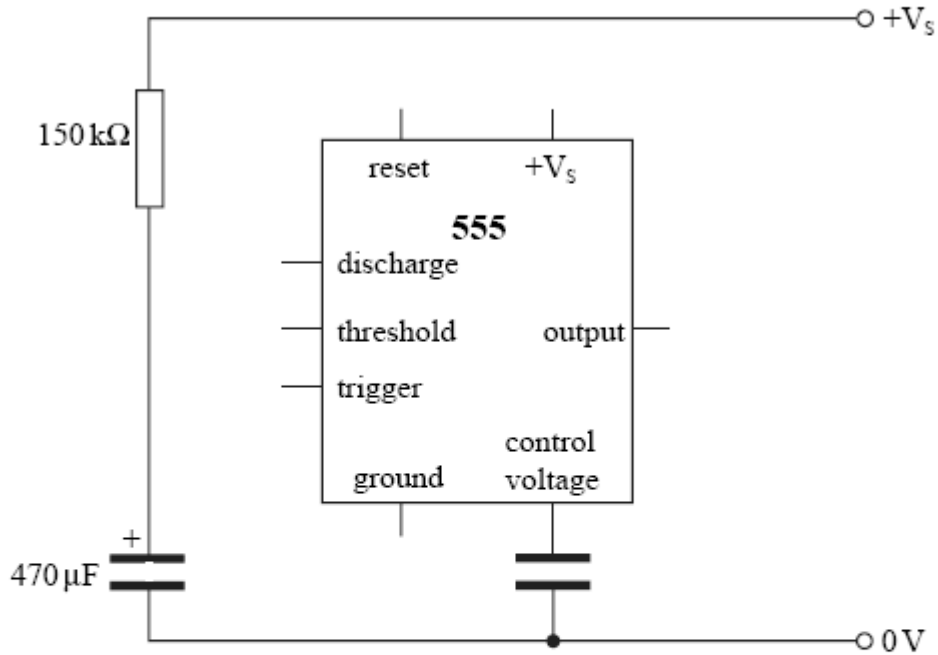 +Vs
150 kΩ
reset
+Vs
555
discharge
threshold
output
trigger
control
ground
voltage
+
470 µF
0 V